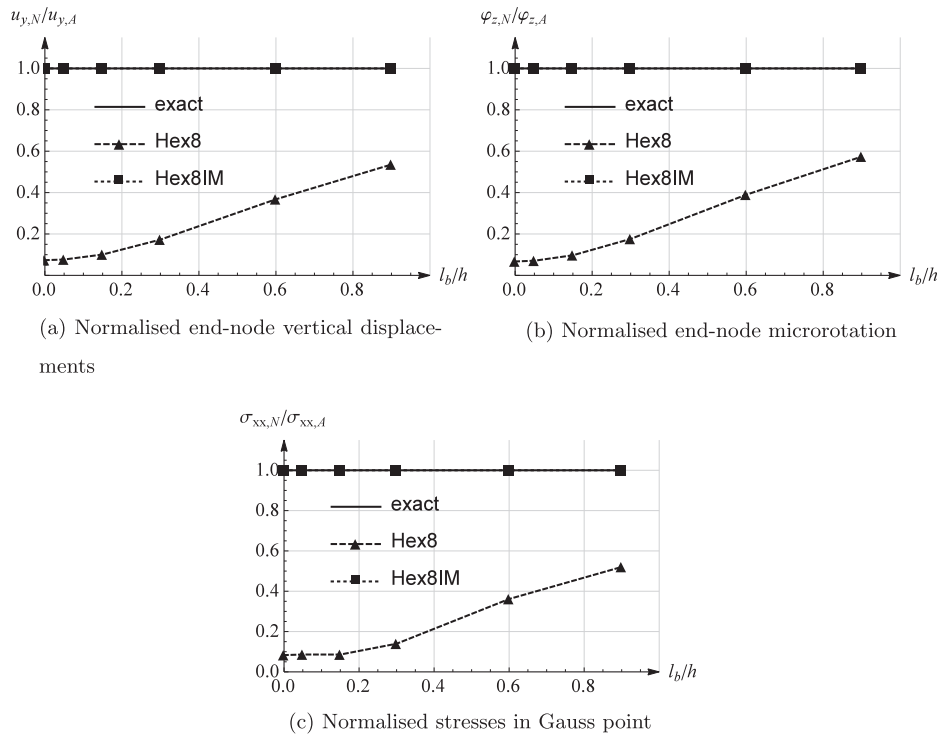 u_{y,N}/u_{y,A}
1.0
0.8
0.6
0.4
0.2
exact
Hex8
Hex8IM
0.0 0.2 0.4 0.6 0.8
l_b/h
(a) Normalised end-node vertical displace-
ments
φ_{z,N}/φ_{z,A}
1.0
0.8
0.6
0.4
0.2
exact
Hex8
Hex8IM
0.0 0.2 0.4 0.6 0.8
l_b/h
(b) Normalised end-node microrotation
σ_{xx,N}/σ_{xx,A}
1.0
0.8
0.6
0.4
0.2
0.0
exact
Hex8
Hex8IM
0.0 0.2 0.4 0.6 0.8
l_b/h
(c) Normalised stresses in Gauss point